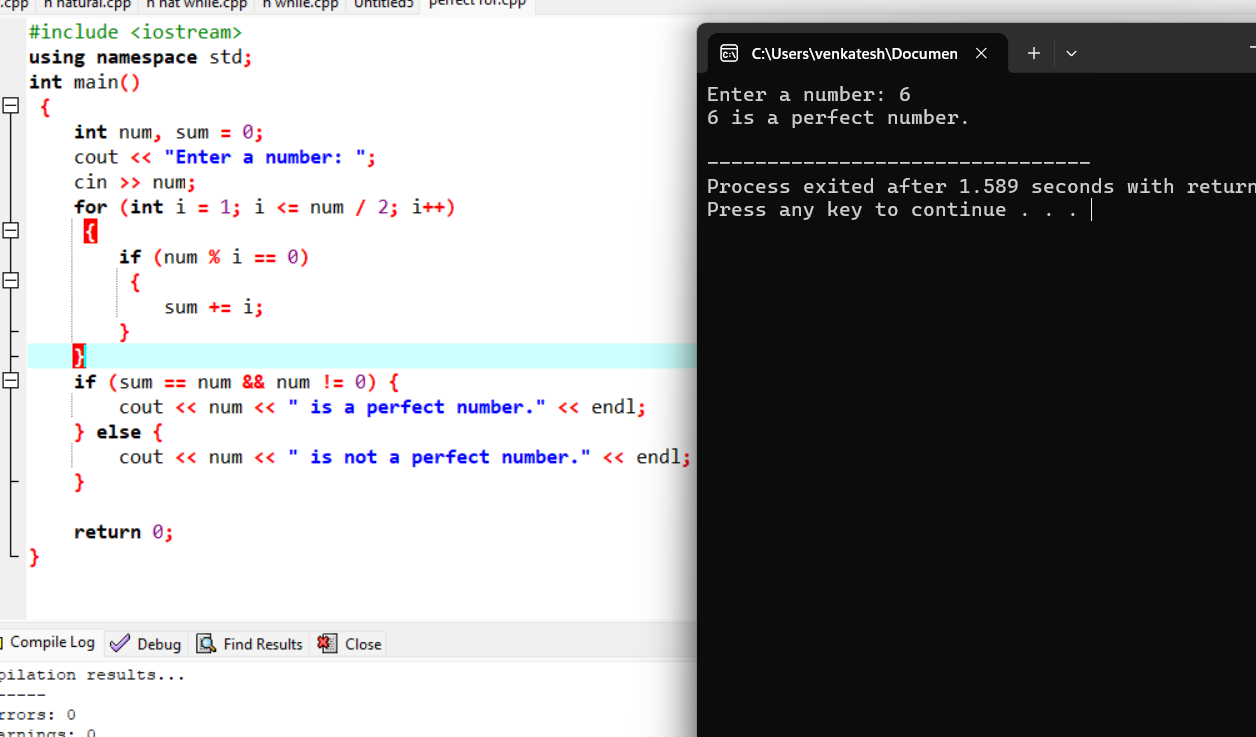 .cpp n natural.cpp n nat while.cpp n while.cpp Untitled5 perfect for.cpp
#include <iostream>
using namespace std;
int main()
{
int num, sum = 0;
cout << "Enter a number: ";
cin >> num;
for (int i = 1; i <= num / 2; i++)
{
if (num % i == 0)
{
sum += i;
}
}
if (sum == num && num != 0) {
cout << num << " is a perfect number." << endl;
} else {
cout << num << " is not a perfect number." << endl;
}
return 0;
}
Compile Log Debug Find Results Close
pilation results...
-----
rrors: 0
arnings: 0
C:\Users\venkatesh\Documen
Enter a number: 6
6 is a perfect number.
--------------------------------
Process exited after 1.589 seconds with return
Press any key to continue . . .